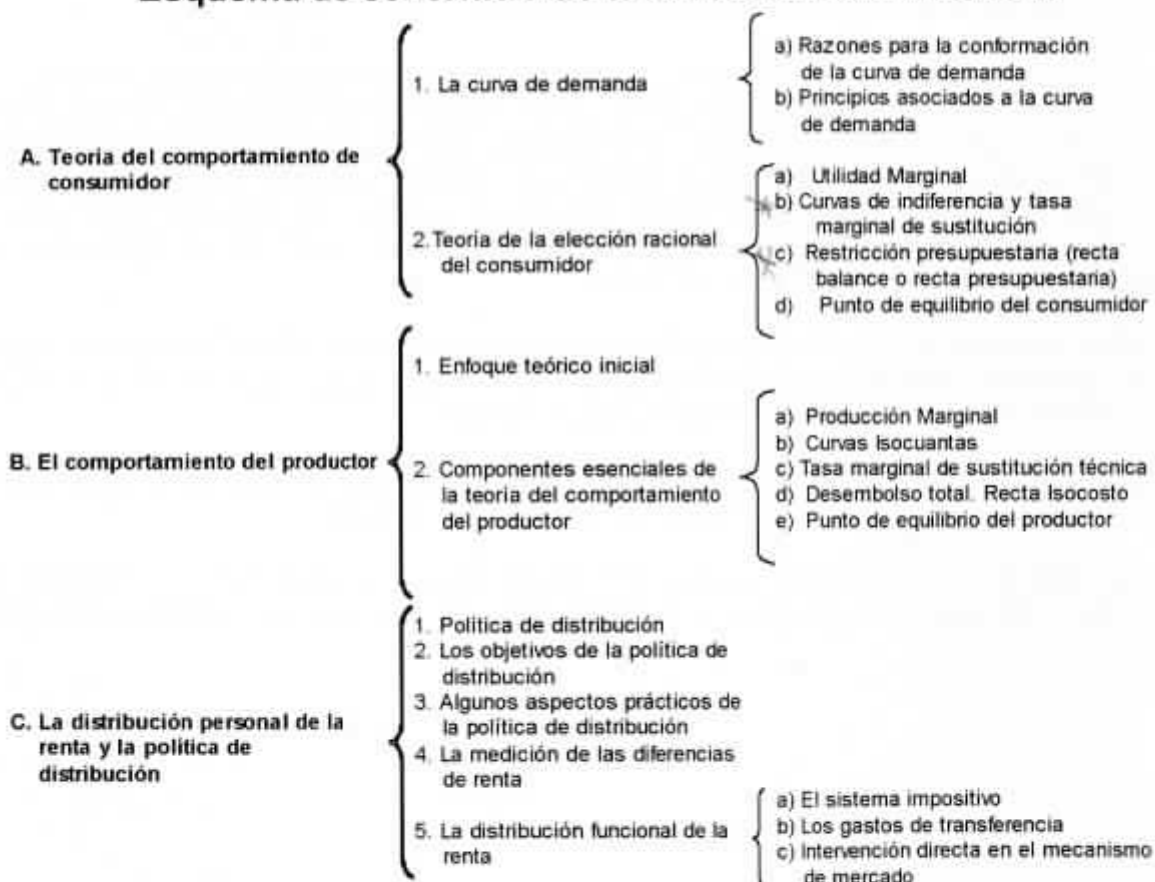 A. Teoria del comportamiento de
consumidor
1. La curva de demanda
a) Razones para la conformación
de la curva de demanda
b) Principios asociados a la curva
de demanda
2. Teoría de la elección racional
del consumidor
a) Utilidad Marginal
b) Curvas de indiferencia y tasa
marginal de sustitución
c) Restricción presupuestaria (recta
balance o recta presupuestaria)
d) Punto de equilibrio del consumidor
B. El comportamiento del productor
1. Enfoque teórico inicial
2. Componentes esenciales de
la teoría del comportamiento
del productor
a) Producción Marginal
b) Curvas Isocuantas
c) Tasa marginal de sustitución técnica
d) Desembolso total. Recta Isocosto
e) Punto de equilibrio del productor
C. La distribución personal de la
renta y la política de
distribución
1. Política de distribución
2. Los objetivos de la política de
distribución
3. Algunos aspectos prácticos de
la política de distribución
4. La medición de las diferencias
de renta
5. La distribución funcional de la
renta
a) El sistema impositivo
b) Los gastos de transferencia
c) Intervención directa en el mecanismo
de mercado